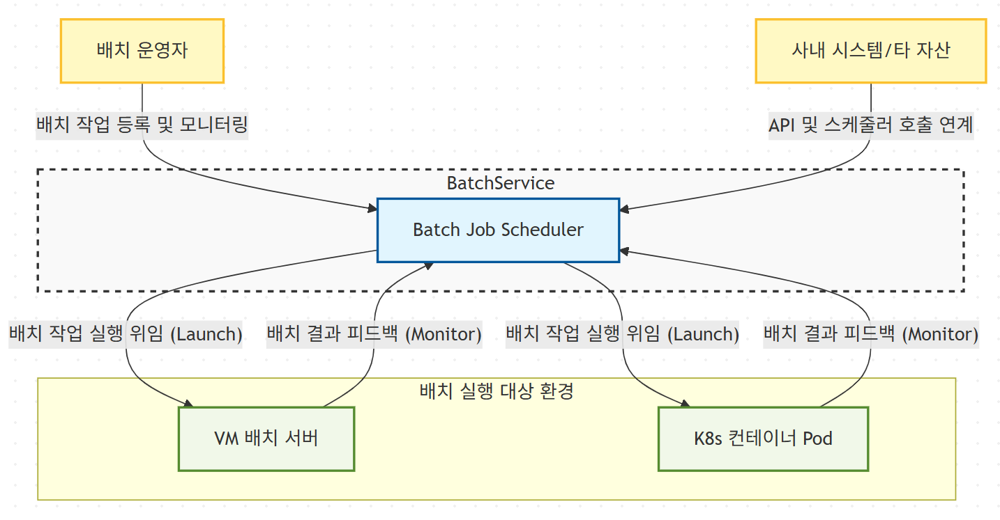 배치 운영자
사내 시스템/타 자산
배치 작업 등록 및 모니터링
API 및 스케줄러 호출 연계
BatchService
Batch Job Scheduler
배치 작업 실행 위임 (Launch)
배치 결과 피드백 (Monitor)
배치 작업 실행 위임 (Launch)
배치 결과 피드백 (Monitor)
배치 실행 대상 환경
VM 배치 서버
K8s 컨테이너 Pod